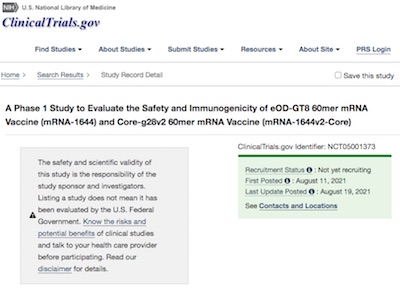 NIH U.S. National Library of Medicine
ClinicalTrials.gov
Find Studies About Studies Submit Studies Resources About Site PRS Login
Home > Search Results > Study Record Detail Save this study
A Phase 1 Study to Evaluate the Safety and Immunogenicity of eOD-GT8 60mer mRNA
Vaccine (mRNA-1644) and Core-g28v2 60mer mRNA Vaccine (mRNA-1644v2-Core)
The safety and scientific validity of
this study is the responsibility of the
study sponsor and investigators.
Listing a study does not mean it has
been evaluated by the U.S. Federal
Government. Know the risks and
potential benefits of clinical studies
and talk to your health care provider
before participating. Read our
disclaimer for details.
ClinicalTrials.gov Identifier: NCT05001373
Recruitment Status : Not yet recruiting
First Posted : August 11, 2021
Last Update Posted : August 19, 2021
See Contacts and Locations